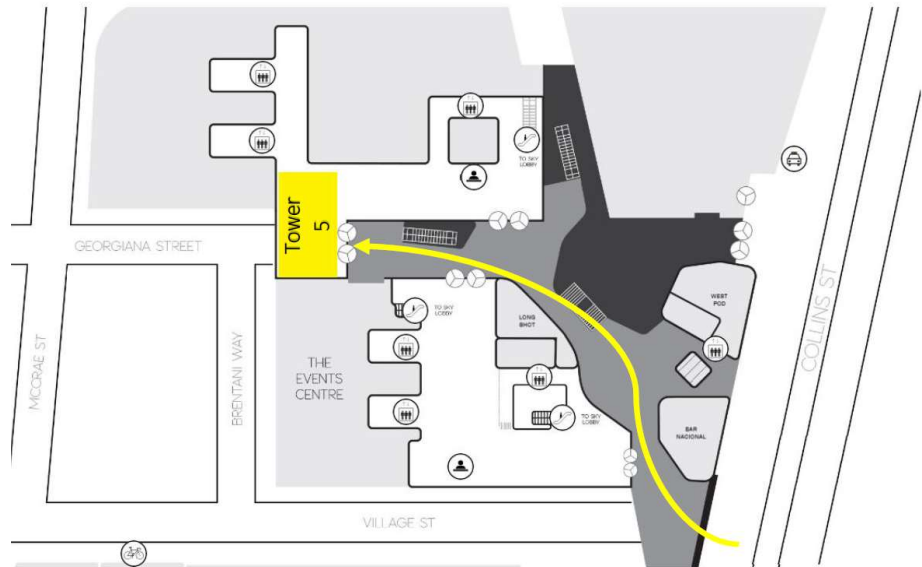 TO SKY
LOBBY
Tower
5
GEORGIANA STREET
WEST
POD
COLLINS ST
TO SKY
LOBBY
LONG
SHOT
MCCRAE ST
BRENTANI WAY
THE
EVENTS
CENTRE
TO SKY
LOBBY
BAR
NACIONAL
VILLAGE ST